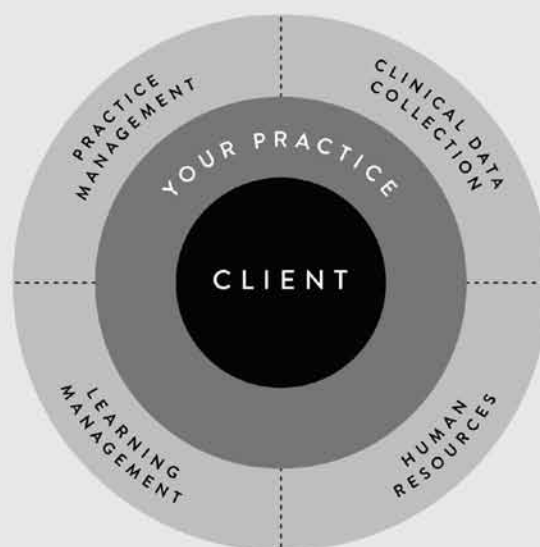 PRACTICE
MANAGEMENT
CLINICAL DATA
COLLECTION
YOUR PRACTICE
CLIENT
LEARNING
MANAGEMENT
HUMAN
RESOURCES